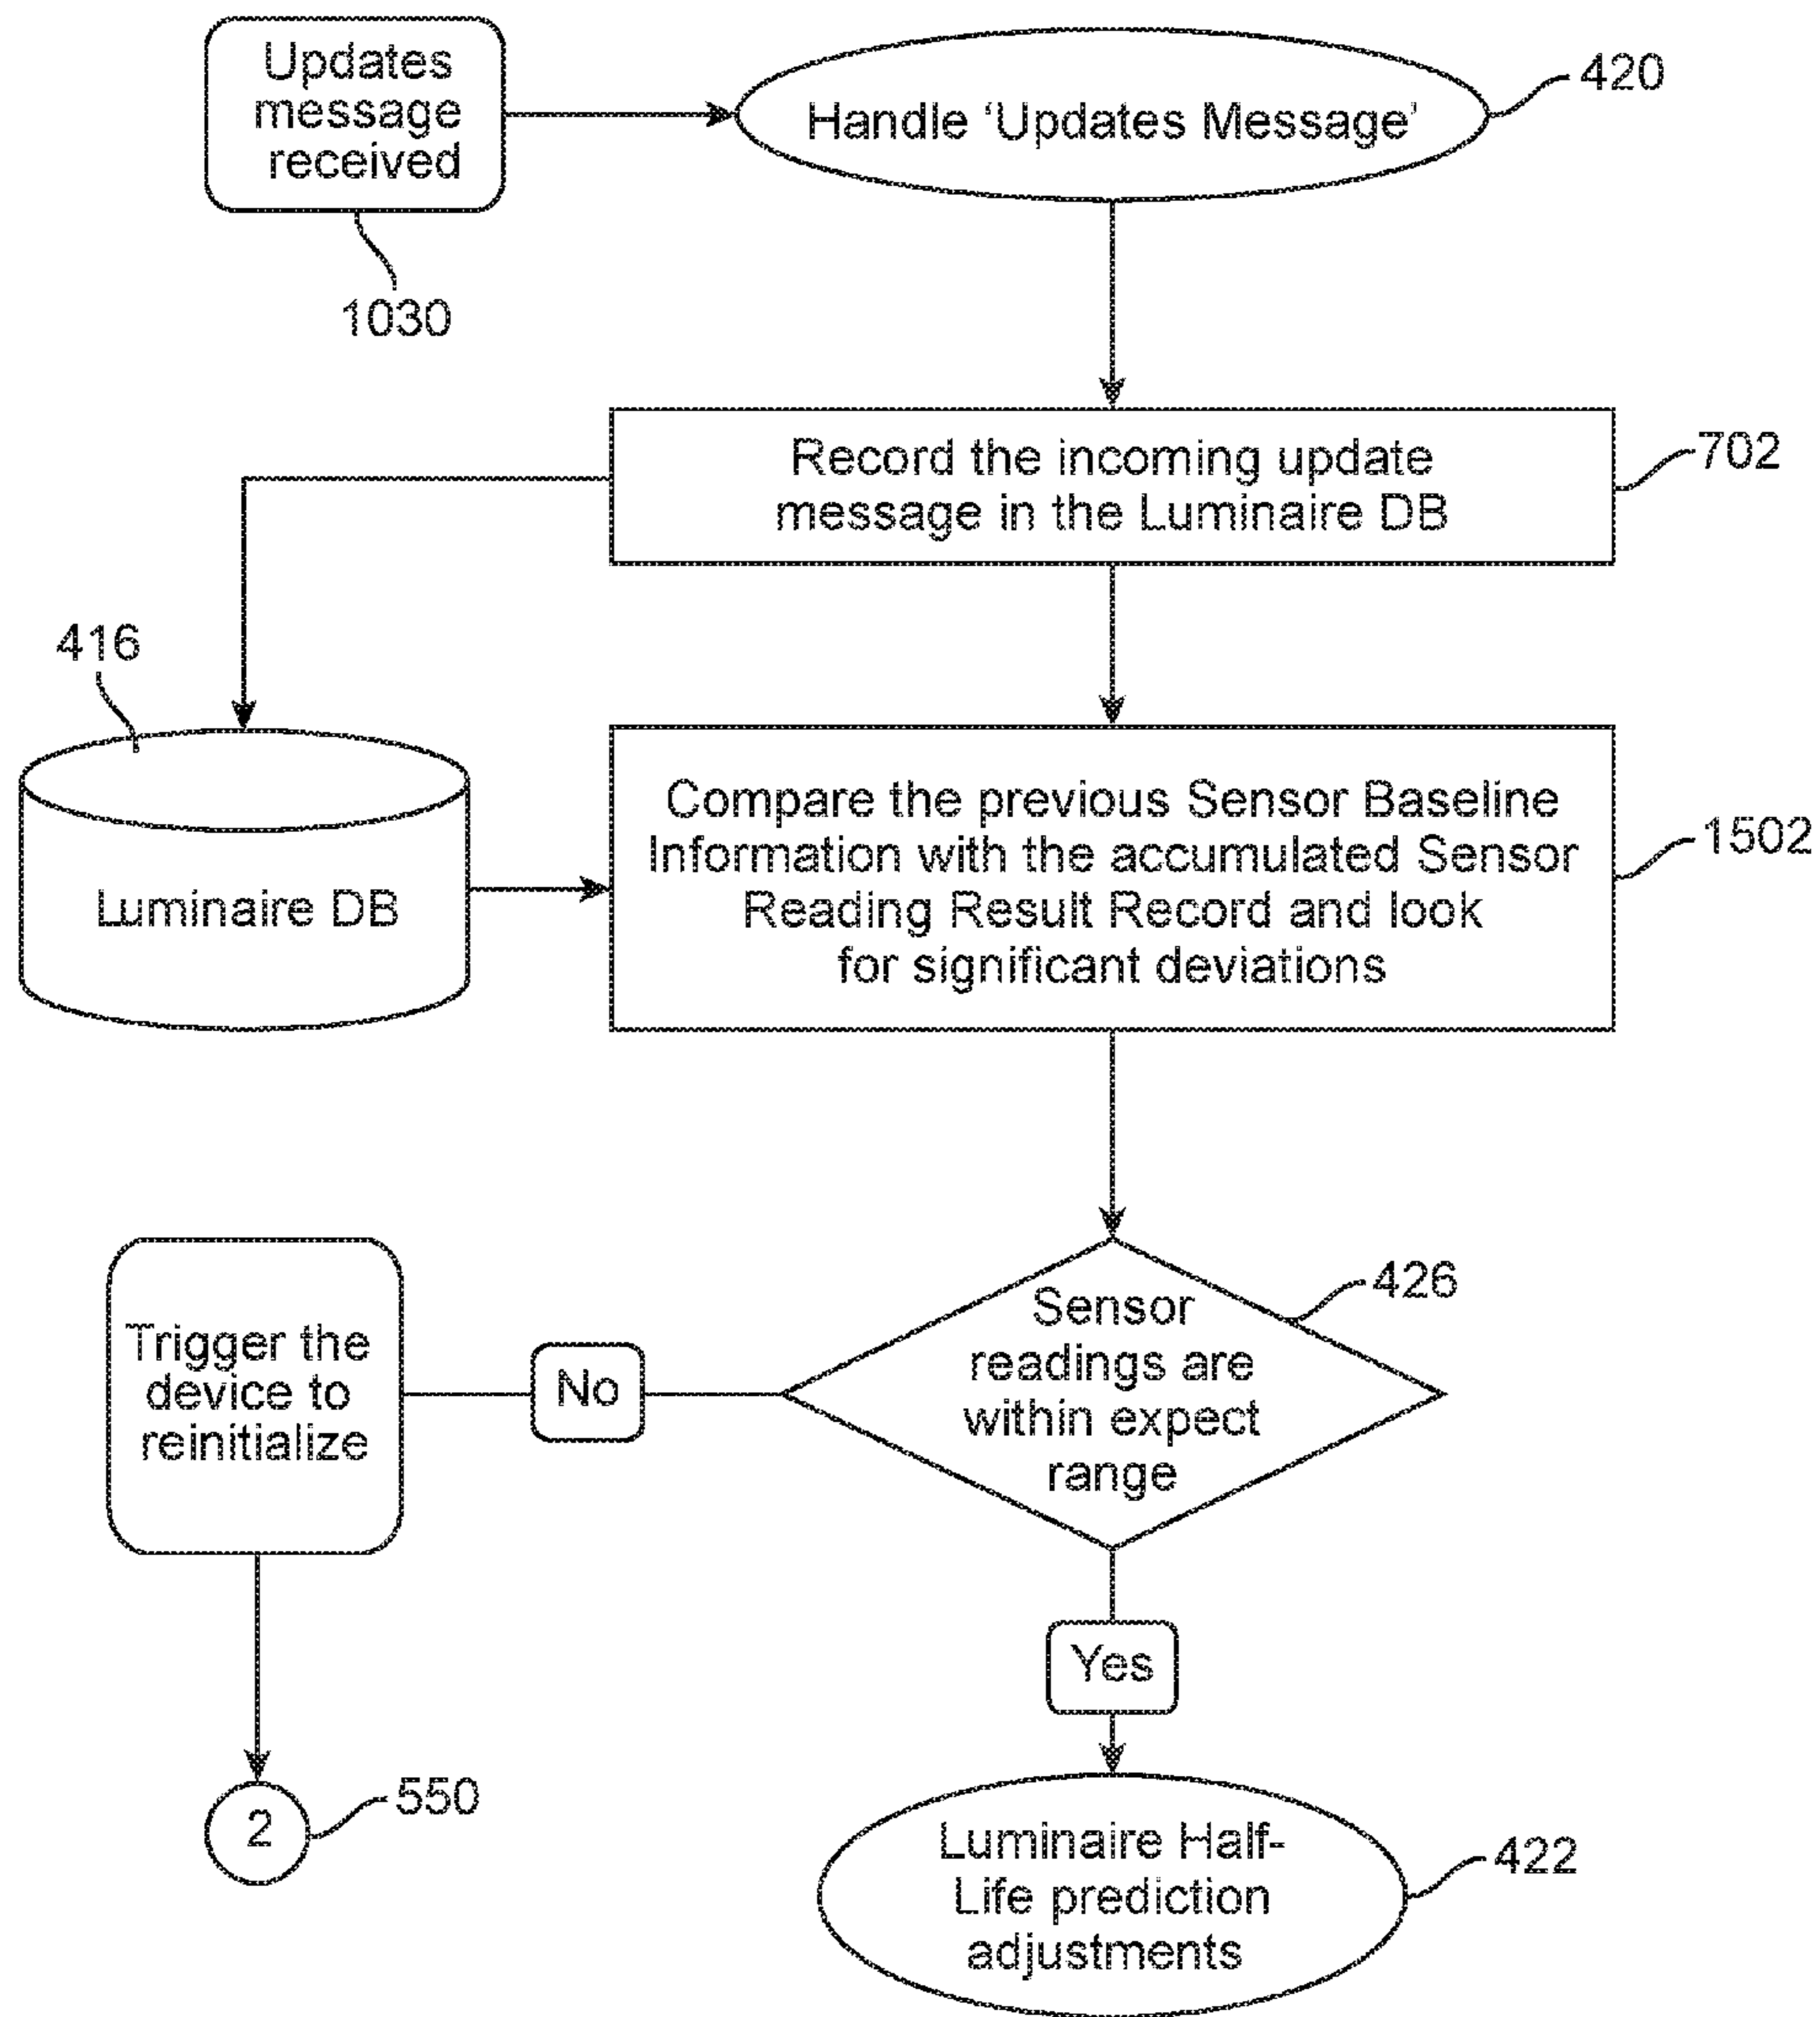 Updates
message
received
1030
Handle ‘Updates Message’
420
Record the incoming update
message in the Luminaire DB
702
416
Luminaire DB
Compare the previous Sensor Baseline
Information with the accumulated Sensor
Reading Result Record and look
for significant deviations
1502
Sensor
readings are
within expect
range
426
No
Trigger the
device to
reinitialize
Yes
2
550
Luminaire Half-
Life prediction
adjustments
422